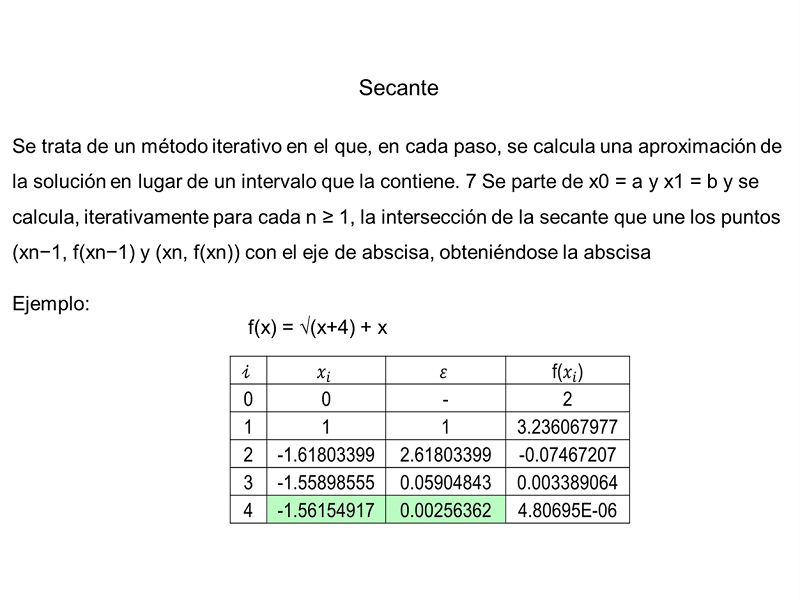 Secante
Se trata de un método iterativo en el que, en cada paso, se calcula una aproximación de
la solución en lugar de un intervalo que la contiene. 7 Se parte de x0 = a y x1 = b y se
calcula, iterativamente para cada n ≥ 1, la intersección de la secante que une los puntos
(xn−1, f(xn−1) y (xn, f(xn)) con el eje de abscisa, obteniéndose la abscisa
Ejemplo:
f(x) = √(x+4) + x
𝑖 𝑥ᵢ 𝜀 f(𝑥ᵢ)
0 0 - 2
1 1 1 3.236067977
2 -1.61803399 2.61803399 -0.07467207
3 -1.55898555 0.05904843 0.003389064
4 -1.56154917 0.00256362 4.80695E-06